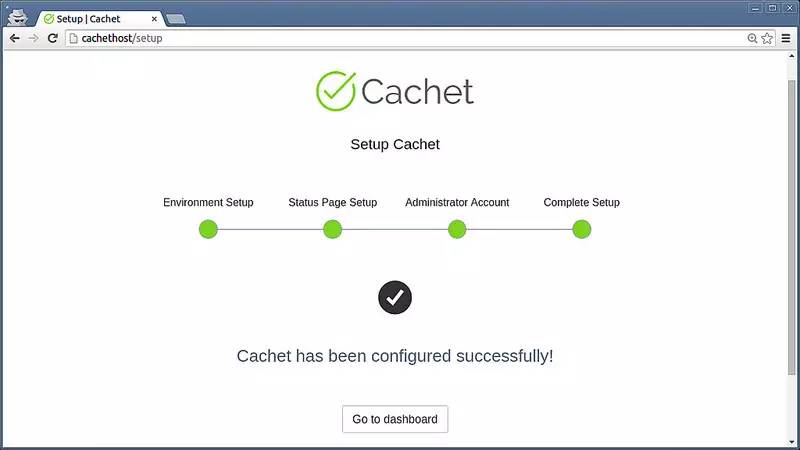 Setup | Cachet
cachethost/setup
Cachet
Setup Cachet
Environment Setup Status Page Setup Administrator Account Complete Setup
Cachet has been configured successfully!
Go to dashboard